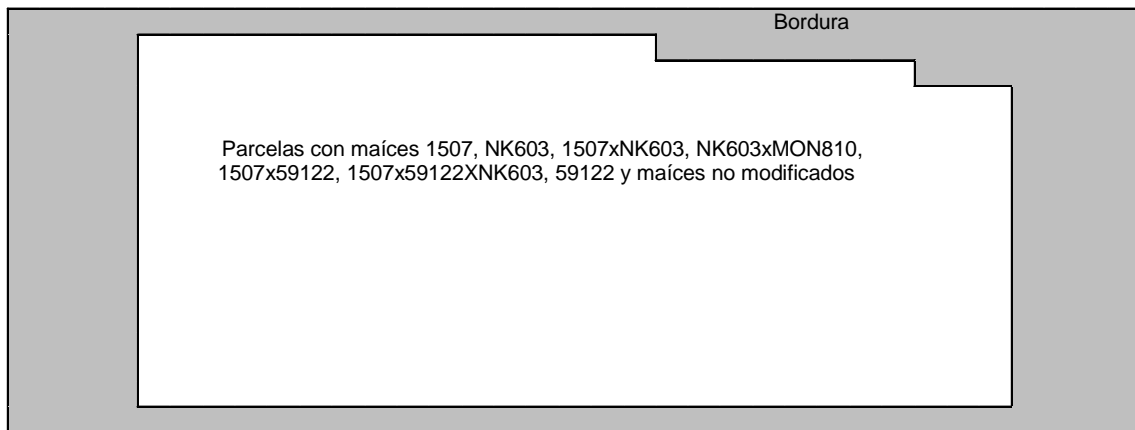 Bordura
Parcelas con maíces 1507, NK603, 1507xNK603, NK603xMON810,
1507x59122, 1507x59122XNK603, 59122 y maíces no modificados